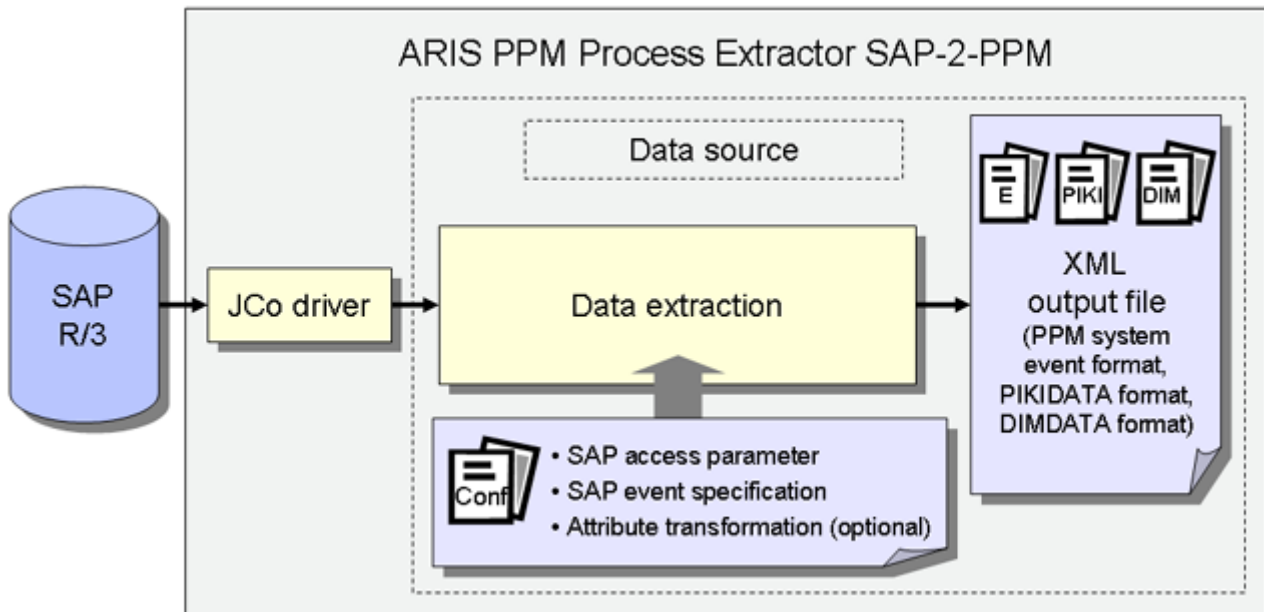 ARIS PPM Process Extractor SAP-2-PPM
Data source
SAP
R/3
JCo driver
Data extraction
E
PIKI
DIM
XML
output file
(PPM system
event format,
PIKIDATA format,
DIMDATA format)
Conf
• SAP access parameter
• SAP event specification
• Attribute transformation (optional)